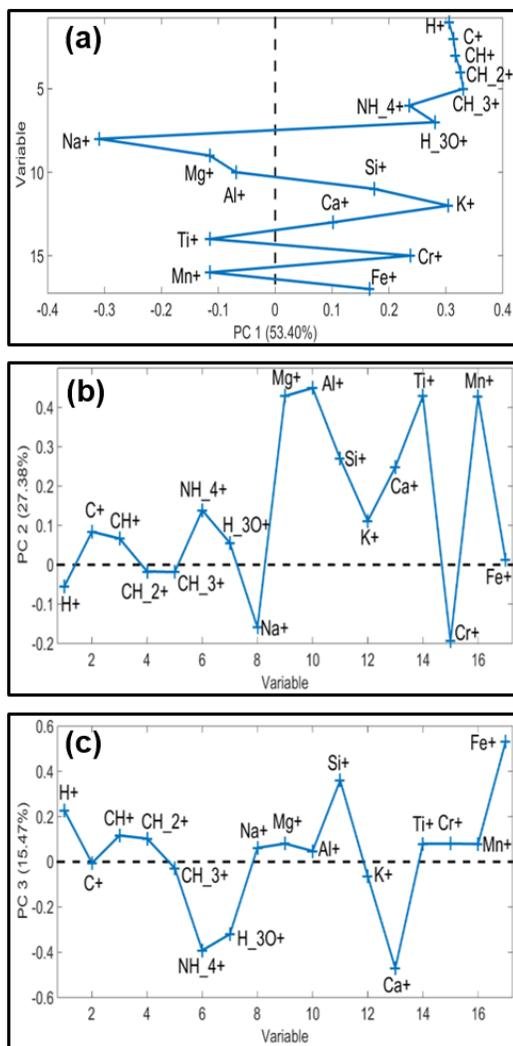 (a)
H+
C+
CH+
CH_2+
CH_3+
NH_4+
H_3O+
Na+
Mg+
Al+
Si+
K+
Ca+
Ti+
Cr+
Mn+
Fe+
5
10
15
Variable
-0.4 -0.3 -0.2 -0.1 0 0.1 0.2 0.3 0.4
PC 1 (53.40%)
(b)
Mg+ Al+ Ti+ Mn+
Si+
Ca+
K+
NH_4+
C+ CH+
H_3O+
H+ CH_2+ CH_3+ Fe+
Na+ Cr+
0.4
0.3
0.2
0.1
0
-0.1
-0.2
PC 2 (27.38%)
2 4 6 8 10 12 14 16
Variable
(c)
Fe+
Si+
H+
CH+ CH_2+ Na+ Mg+ Ti+ Cr+
Al+ Mn+
C+ CH_3+ K+
H_3O+
NH_4+
Ca+
0.6
0.4
0.2
0
-0.2
-0.4
-0.6
PC 3 (15.47%)
2 4 6 8 10 12 14 16
Variable